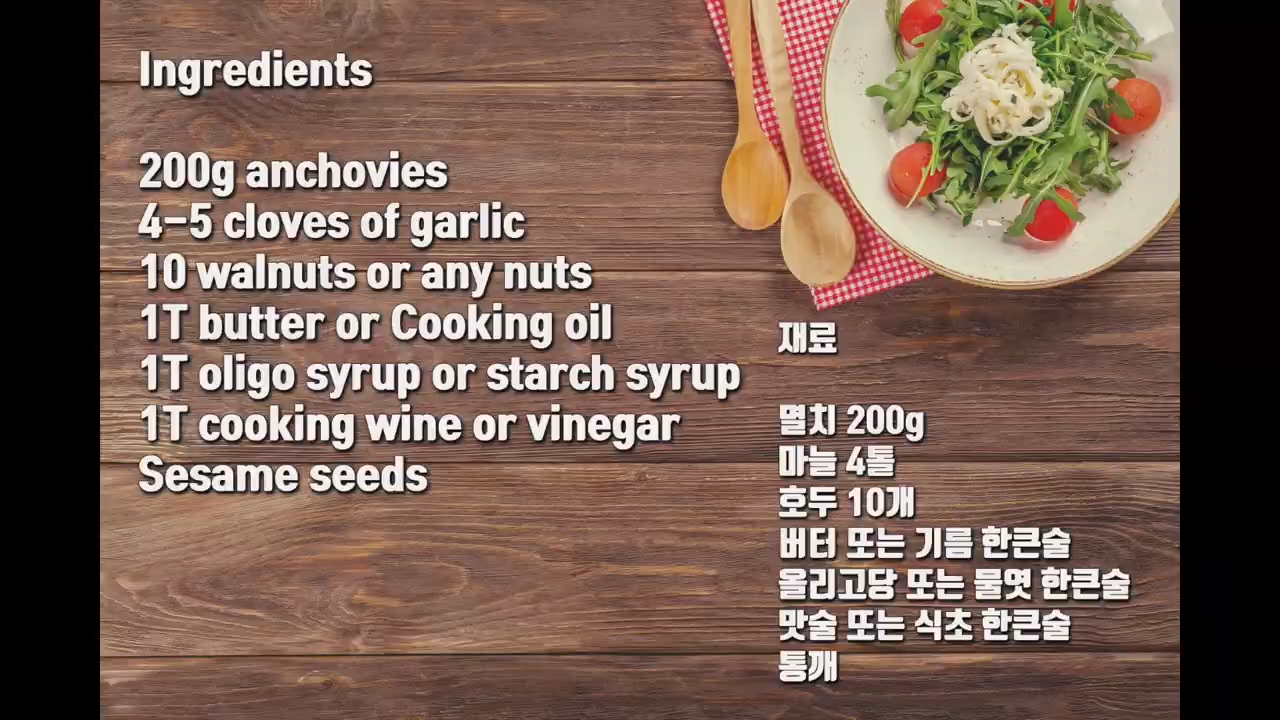 Ingredients
200g anchovies
4-5 cloves of garlic
10 walnuts or any nuts
1T butter or Cooking oil
1T oligo syrup or starch syrup
1T cooking wine or vinegar
Sesame seeds
재료
멸치 200g
마늘 4톨
호두 10개
버터 또는 기름 한큰술
올리고당 또는 물엿 한큰술
맛술 또는 식초 한큰술
통깨